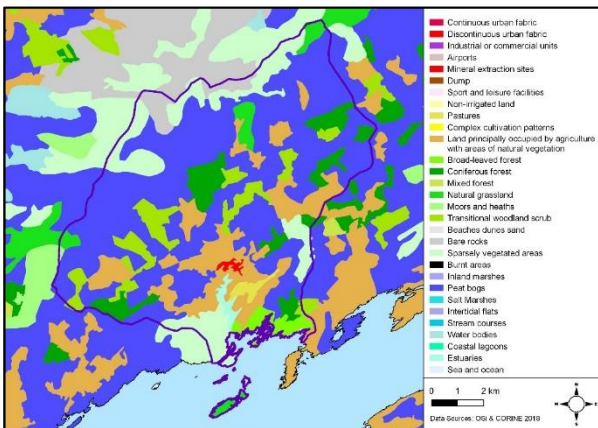 Continuous urban fabric
Discontinuous urban fabric
Industrial or commercial units
Airports
Mineral extraction sites
Dump
Sport and leisure facilities
Non-irrigated land
Pastures
Complex cultivation patterns
Land principally occupied by agriculture
with areas of natural vegetation
Broad-leaved forest
Coniferous forest
Mixed forest
Natural grassland
Moors and heaths
Transitional woodland scrub
Beaches dunes sand
Bare rocks
Sparsely vegetated areas
Burnt areas
Inland marshes
Peat bogs
Salt Marshes
Intertidal flats
Stream courses
Water bodies
Coastal lagoons
Estuaries
Sea and ocean
0 1 2 km
Data Sources: OSi & CORINE 2018